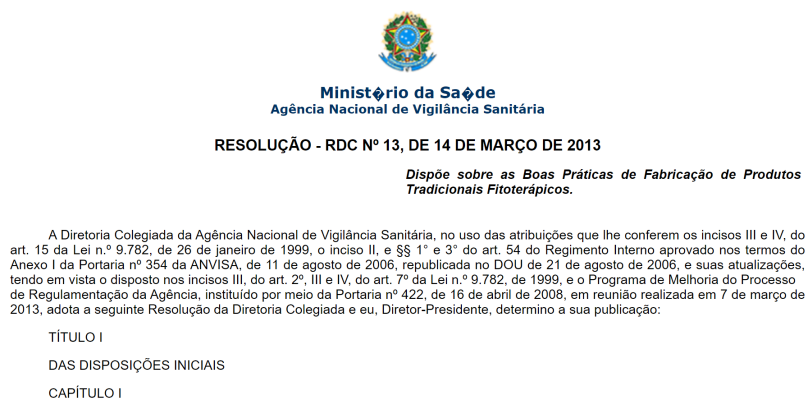 Minist�rio da Sa�de
Agência Nacional de Vigilância Sanitária
RESOLUÇÃO - RDC Nº 13, DE 14 DE MARÇO DE 2013
Dispõe sobre as Boas Práticas de Fabricação de Produtos
Tradicionais Fitoterápicos.
A Diretoria Colegiada da Agência Nacional de Vigilância Sanitária, no uso das atribuições que lhe conferem os incisos III e IV, do
art. 15 da Lei n.º 9.782, de 26 de janeiro de 1999, o inciso II, e §§ 1° e 3° do art. 54 do Regimento Interno aprovado nos termos do
Anexo I da Portaria nº 354 da ANVISA, de 11 de agosto de 2006, republicada no DOU de 21 de agosto de 2006, e suas atualizações,
tendo em vista o disposto nos incisos III, do art. 2º, III e IV, do art. 7º da Lei n.º 9.782, de 1999, e o Programa de Melhoria do Processo
de Regulamentação da Agência, instituído por meio da Portaria nº 422, de 16 de abril de 2008, em reunião realizada em 7 de março de
2013, adota a seguinte Resolução da Diretoria Colegiada e eu, Diretor-Presidente, determino a sua publicação:
TÍTULO I
DAS DISPOSIÇÕES INICIAIS
CAPÍTULO I